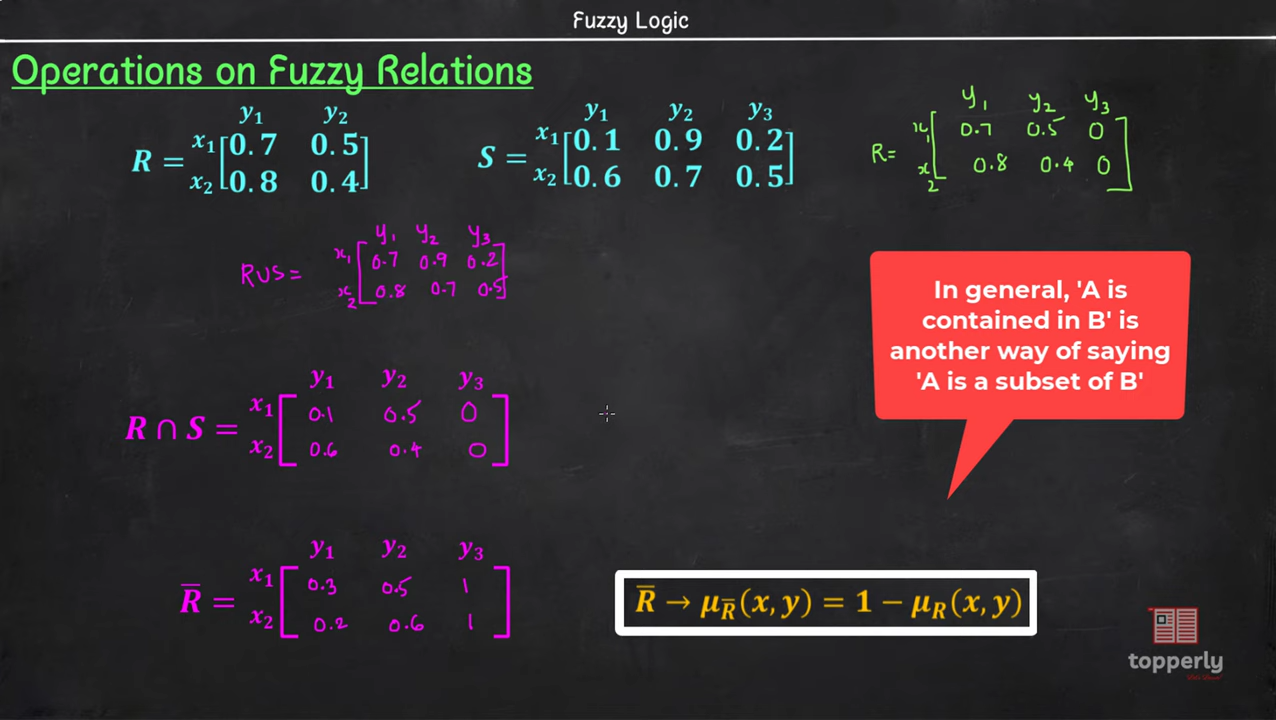 Fuzzy Logic
Operations on Fuzzy Relations
y1 y2
R = x1 [0.7 0.5]
x2 [0.8 0.4]
y1 y2 y3
S = x1 [0.1 0.9 0.2]
x2 [0.6 0.7 0.5]
y1 y2 y3
R= x1 [0.7 0.5 0]
x2 [0.8 0.4 0]
y1 y2 y3
RUS = x1 [0.7 0.9 0.2]
x2 [0.8 0.7 0.5]
In general, 'A is
contained in B' is
another way of saying
'A is a subset of B'
y1 y2 y3
R ∩ S = x1 [0.1 0.5 0]
x2 [0.6 0.4 0]
y1 y2 y3
R̅ = x1 [0.3 0.5 1]
x2 [0.2 0.6 1]
R̅ → μR̅(x, y) = 1 − μR(x, y)
topperly